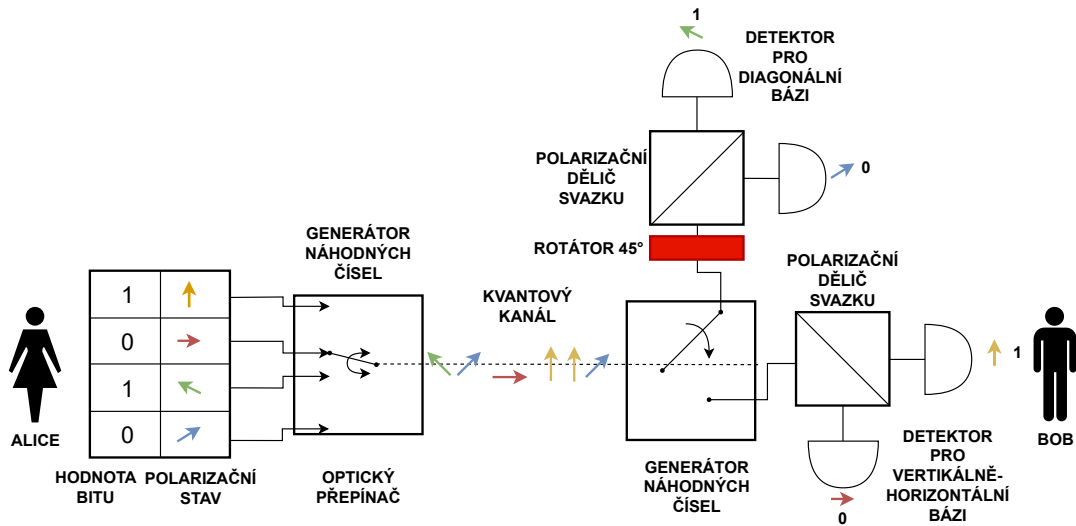 1
DETEKTOR
PRO
DIAGONÁLNÍ
BÁZI
POLARIZAČNÍ
DĚLIČ
SVAZKU
0
GENERÁTOR
NÁHODNÝCH
ČÍSEL
ROTÁTOR 45°
POLARIZAČNÍ
DĚLIČ
SVAZKU
KVANTOVÝ
KANÁL
1
0
1
0
1
ALICE
BOB
HODNOTA
BITU
POLARIZAČNÍ
STAV
OPTICKÝ
PŘEPÍNAČ
GENERÁTOR
NÁHODNÝCH
ČÍSEL
0
DETEKTOR
PRO
VERTIKÁLNĚ-
HORIZONTÁLNÍ
BÁZI